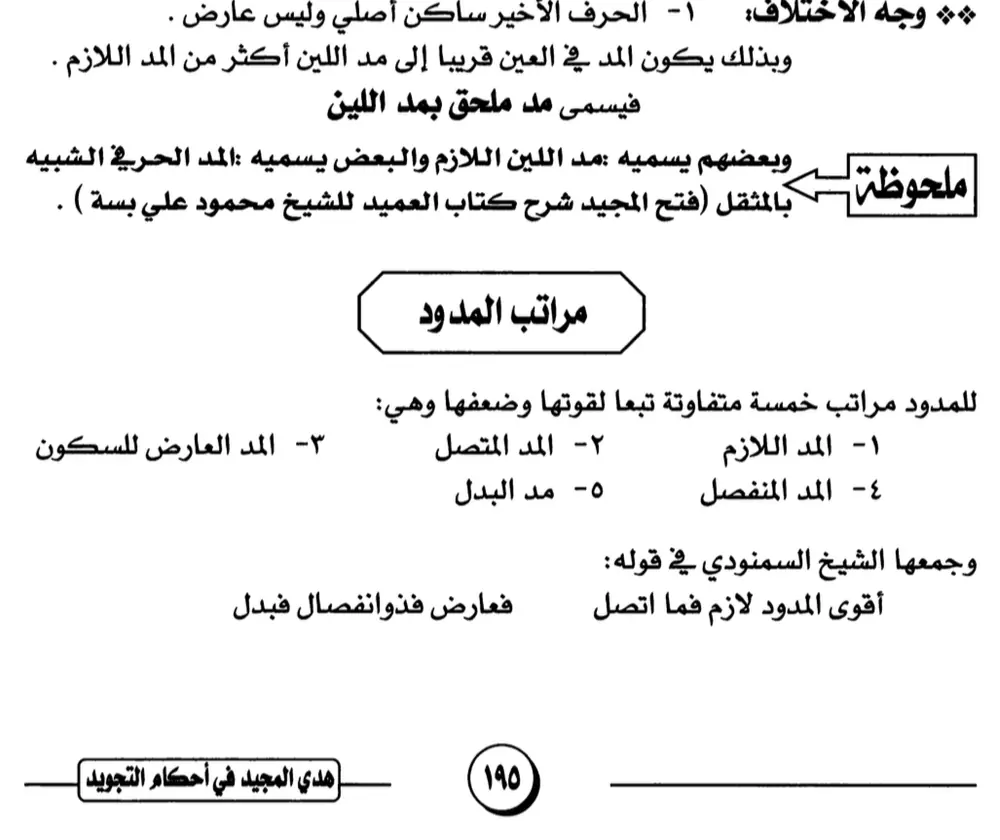 ** وجه الاختلاف: ١- الحرف الأخير ساكن أصلي وليس عارض .
وبذلك يكون المد في العين قريبا إلى مد اللين أكثر من المد اللازم .
فيسمى مد ملحق بمد اللين
ملحوظة
وبعضهم يسميه :مد اللين اللازم والبعض يسميه :المد الحرفي الشبيه
بالمثقل (فتح المجيد شرح كتاب العميد للشيخ محمود علي بسة ) .
مراتب المدود
للمدود مراتب خمسة متفاوتة تبعا لقوتها وضعفها وهي:
١- المد اللازم ٢- المد المتصل ٣- المد العارض للسكون
٤- المد المنفصل ٥- مد البدل
وجمعها الشيخ السمنودي في قوله:
أقوى المدود لازم فما اتصل فعارض فذوانفصال فبدل
١٩٥
هدي المجيد في أحكام التجويد